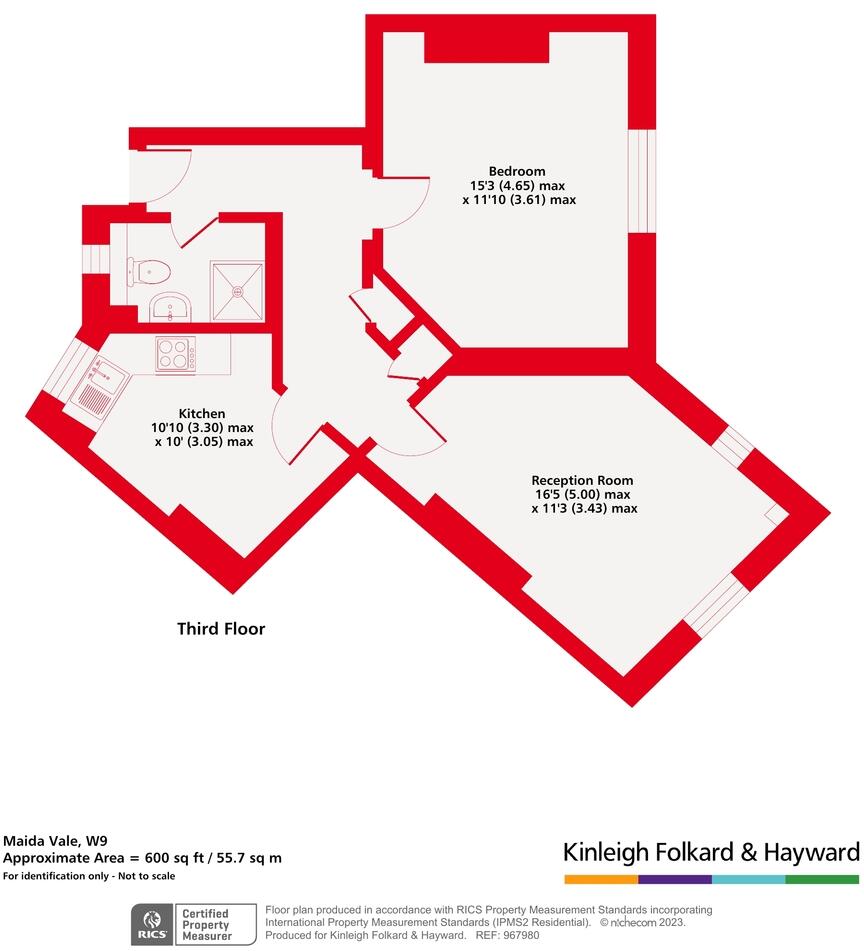 Bedroom
15'3 (4.65) max
x 11'10 (3.61) max
Kitchen
10'10 (3.30) max
x 10' (3.05) max
Reception Room
16'5 (5.00) max
x 11'3 (3.43) max
Third Floor
Maida Vale, W9
Approximate Area = 600 sq ft / 55.7 sq m
For identification only - Not to scale
Kinleigh Folkard & Hayward
RICS
Certified
Property
Measurer
Floor plan produced in accordance with RICS Property Measurement Standards incorporating
International Property Measurement Standards (IPMS2 Residential). © nichecom 2023.
Produced for Kinleigh Folkard & Hayward. REF: 967980